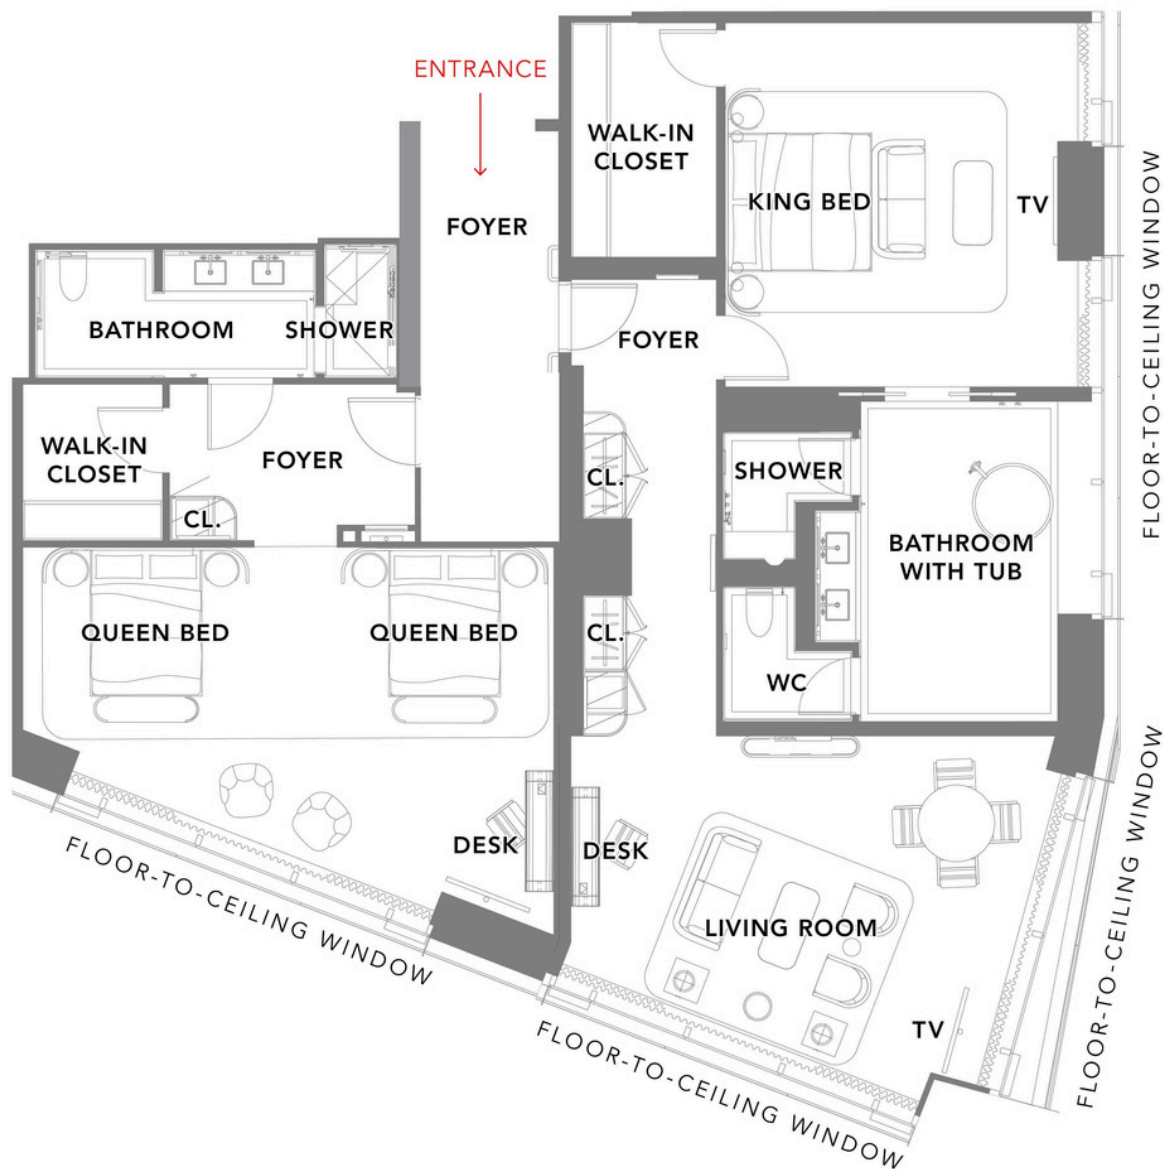 ENTRANCE
WALK-IN
CLOSET
KING BED
TV
FLOOR-TO-CEILING WINDOW
FOYER
BATHROOM
SHOWER
FOYER
WALK-IN
CLOSET
FOYER
CL.
CL.
SHOWER
BATHROOM
WITH TUB
QUEEN BED
QUEEN BED
CL.
WC
DESK
DESK
LIVING ROOM
TV
FLOOR-TO-CEILING WINDOW
FLOOR-TO-CEILING WINDOW
FLOOR-TO-CEILING WINDOW